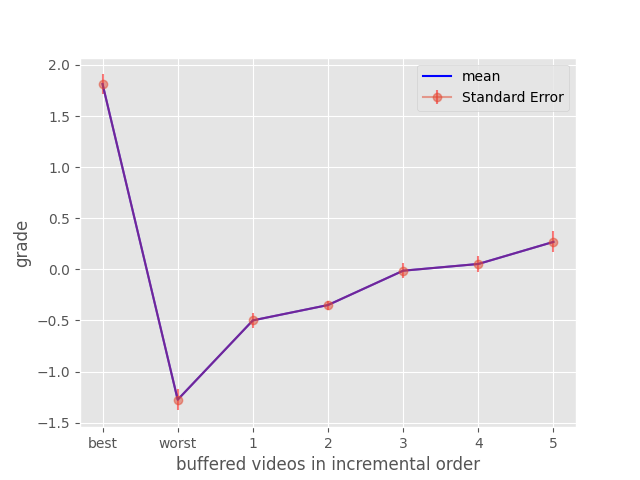 mean
Standard Error
2.0
1.5
1.0
0.5
0.0
−0.5
−1.0
−1.5
grade
best worst 1 2 3 4 5
buffered videos in incremental order